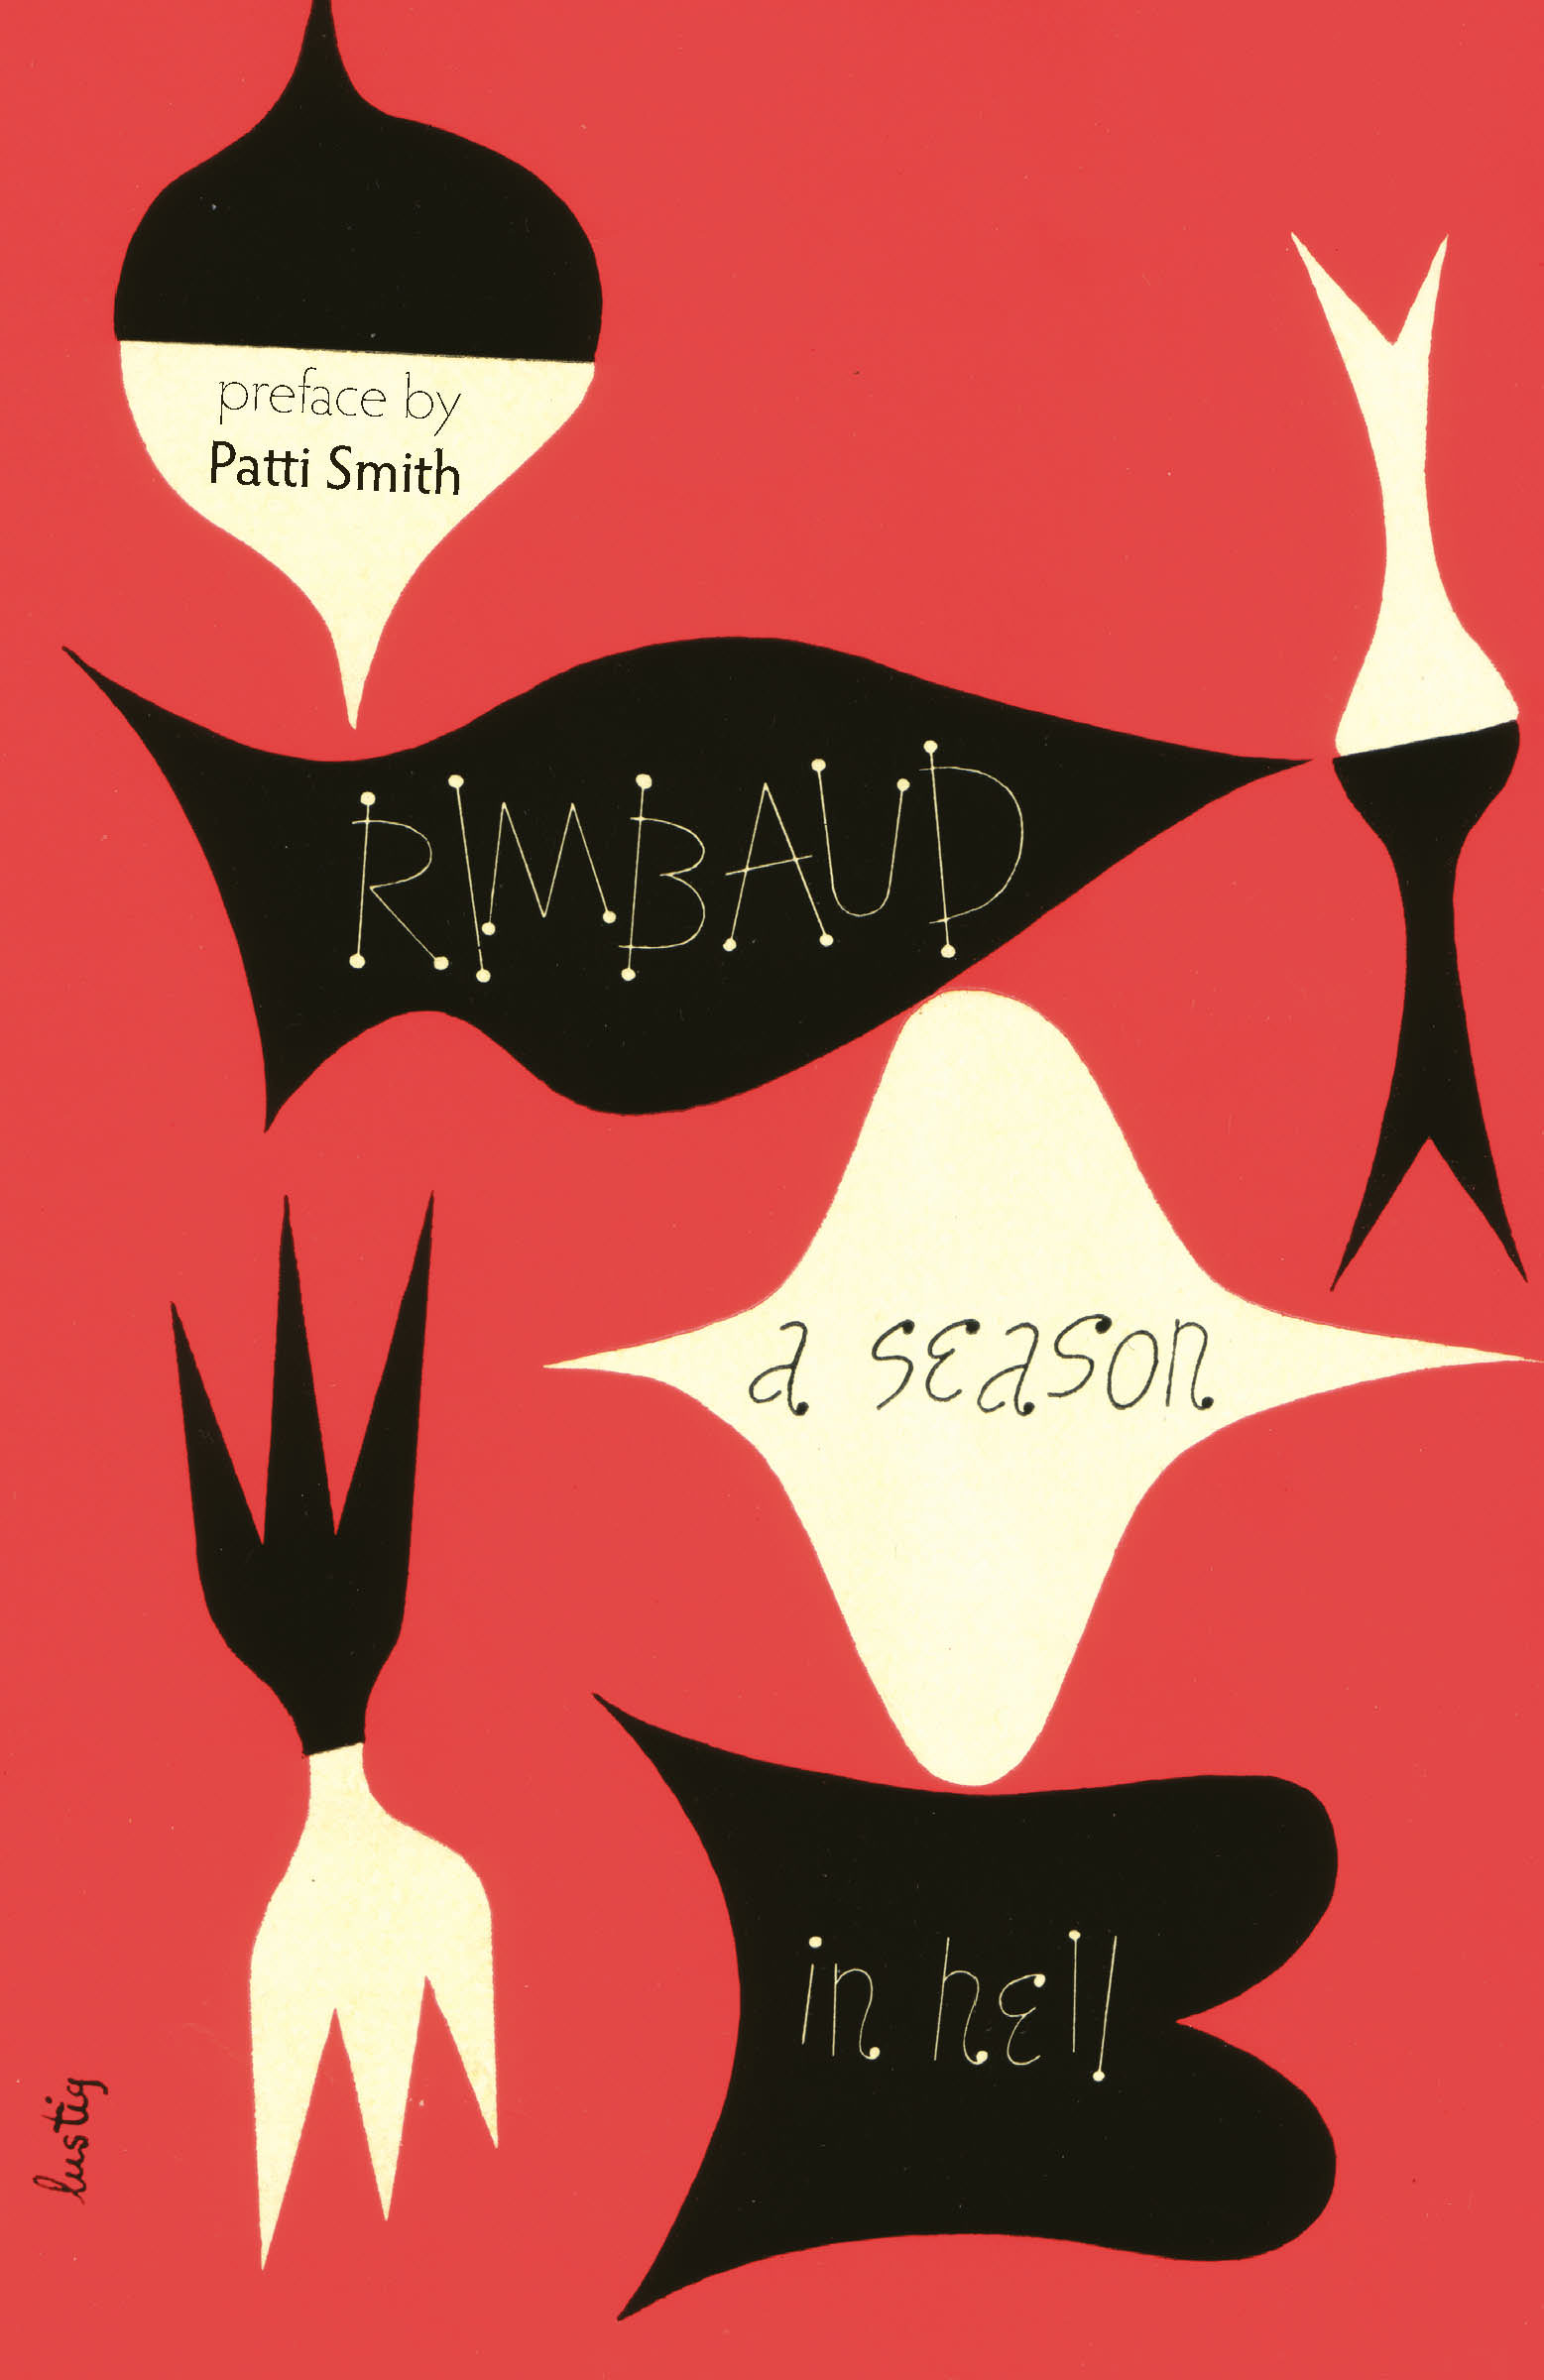 preface by
Patti Smith
RIMBAUD
a season
in hell
lustig